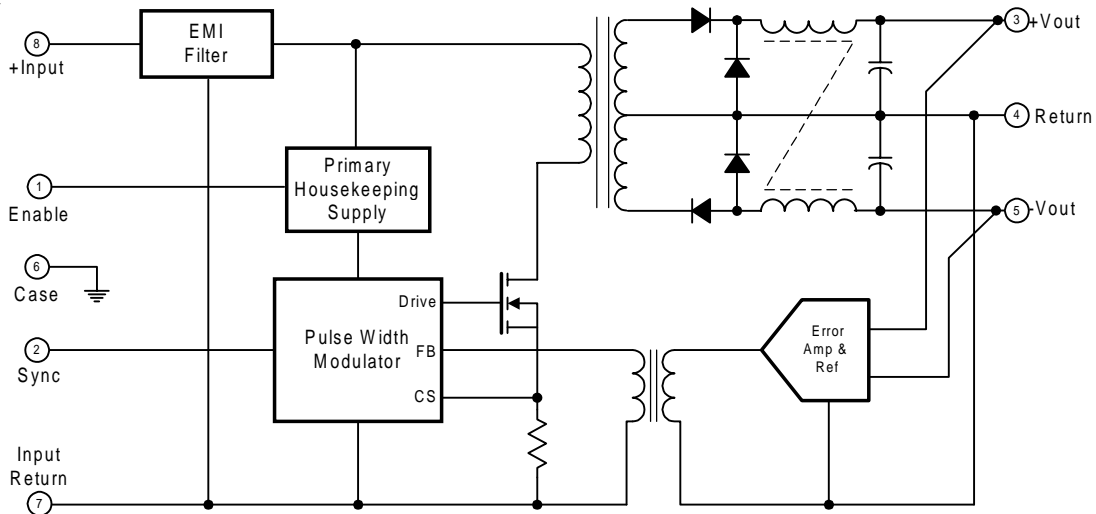 EMI
Filter
8
+Input
3
+Vout
4
Return
Primary
Housekeeping
Supply
1
Enable
5
-Vout
6
Case
Drive
Pulse Width
Modulator
FB
CS
2
Sync
Error
Amp &
Ref
Input
Return
7